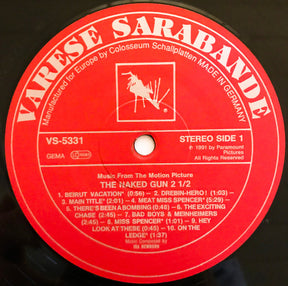 VARESE SARABANDE
Manufactured for Europe by Colosseum Schallplatten MADE IN GERMANY
VS-5331
STEREO SIDE 1
GEMA
℗ 1991 by Paramount
Pictures
All Rights Reserved.
Music From The Motion Picture
THE NAKED GUN 2 1/2
1. BEIRUT VACATION* (0:56) – 2. DREBIN-HERO! (1:03) –
3. MAIN TITLE* (2:01) – 4. MEAT MISS SPENCER* (5:29) –
5. THERE'S BEEN A BOMBING (0:48) – 6. THE EXCITING
CHASE (2:45) – 7. BAD BOYS & MEINHEIMERS
(2:45) – 8. MISS SPENCER* – 9. HEY
LOOK AT THESE (0:45) – 10. ON THE
LEDGE* (1:37)
Music Composed by
IRA NEWBORN